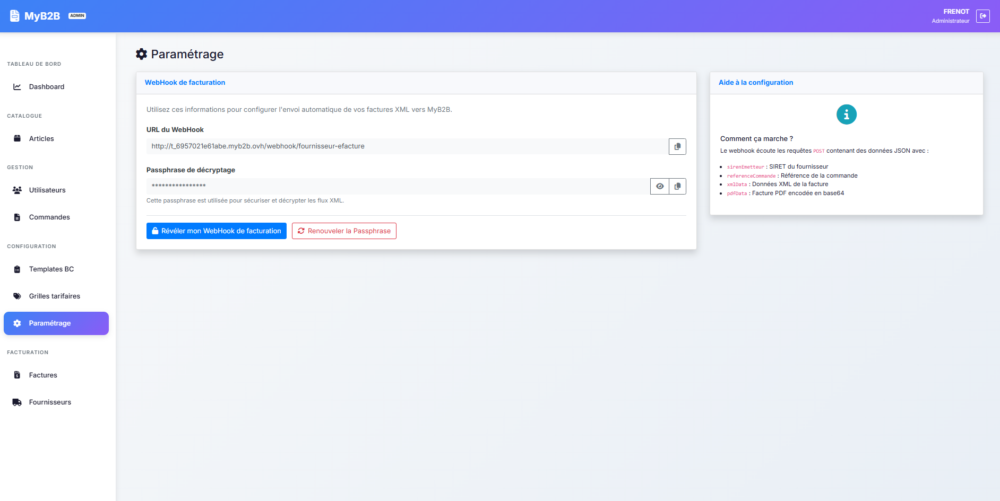 MyB2B ADMIN
FRENOT
Administrateur
TABLEAU DE BORD
Dashboard
CATALOGUE
Articles
GESTION
Utilisateurs
Commandes
CONFIGURATION
Templates BC
Grilles tarifaires
Paramétrage
FACTURATION
Factures
Fournisseurs
Paramétrage
WebHook de facturation
Utilisez ces informations pour configurer l'envoi automatique de vos factures XML vers MyB2B.
URL du WebHook
http://t_6957021e61abe.myb2b.ovh/webhook/fournisseur-efacture
Passphrase de décryptage
****************
Cette passphrase est utilisée pour sécuriser et décrypter les flux XML.
Révéler mon WebHook de facturation
Renouveler la Passphrase
Aide à la configuration
Comment ça marche ?
Le webhook écoute les requêtes POST contenant des données JSON avec :
sirenEmetteur : SIRET du fournisseur
referenceCommande : Référence de la commande
xmlData : Données XML de la facture
pdfData : Facture PDF encodée en base64